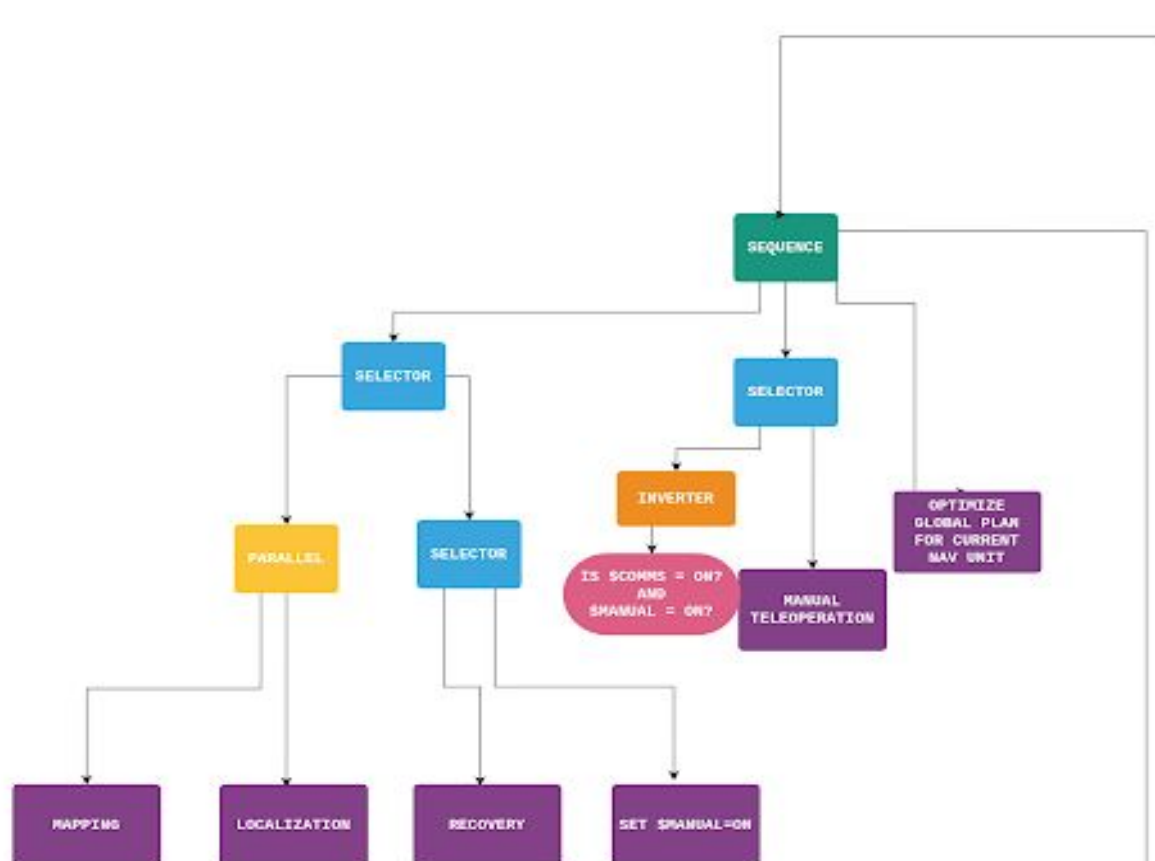 SEQUENCE
SELECTOR
SELECTOR
INVERTER
OPTIMIZE
GLOBAL PLAN
FOR CURRENT
NAV UNIT
PARALLEL
SELECTOR
IS $COMMS = ON?
AND
$MANUAL = ON?
MANUAL
TELEOPERATION
MAPPING
LOCALIZATION
RECOVERY
SET $MANUAL=ON